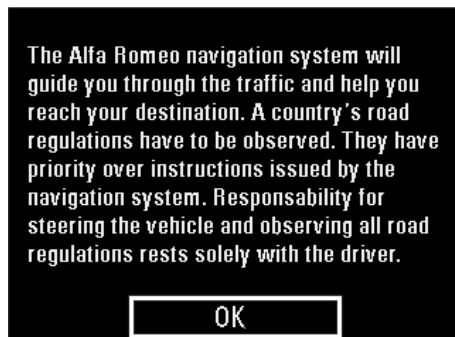 The Alfa Romeo navigation system will
guide you through the traffic and help you
reach your destination. A country's road
regulations have to be observed. They have
priority over instructions issued by the
navigation system. Responsability for
steering the vehicle and observing all road
regulations rests solely with the driver.
OK